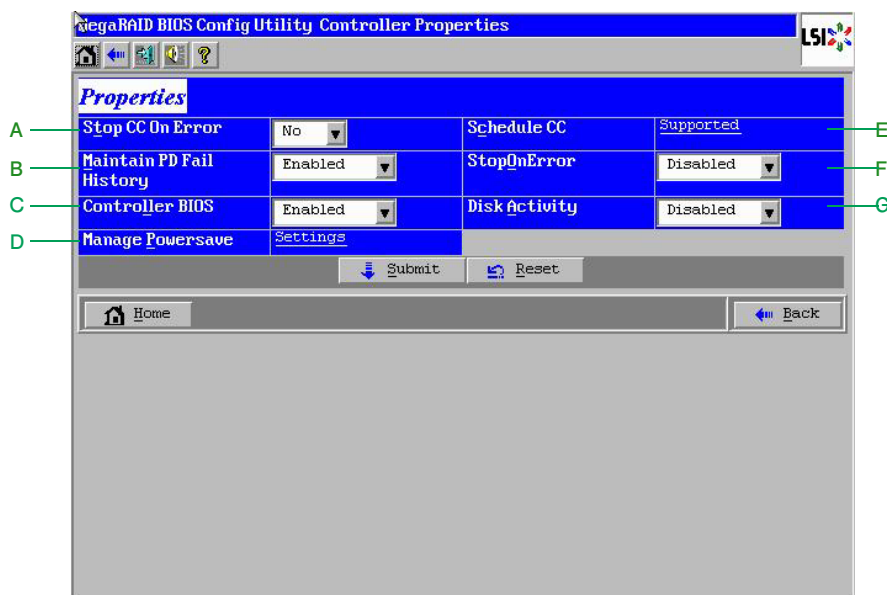 MegaRAID BIOS Config Utility Controller Properties
LSI
?
Properties
A Stop CC On Error No Schedule CC Supported E
B Maintain PD Fail History Enabled StopOnError Disabled F
C Controller BIOS Enabled Disk Activity Disabled G
D Manage Powersave Settings
Submit Reset
Home Back